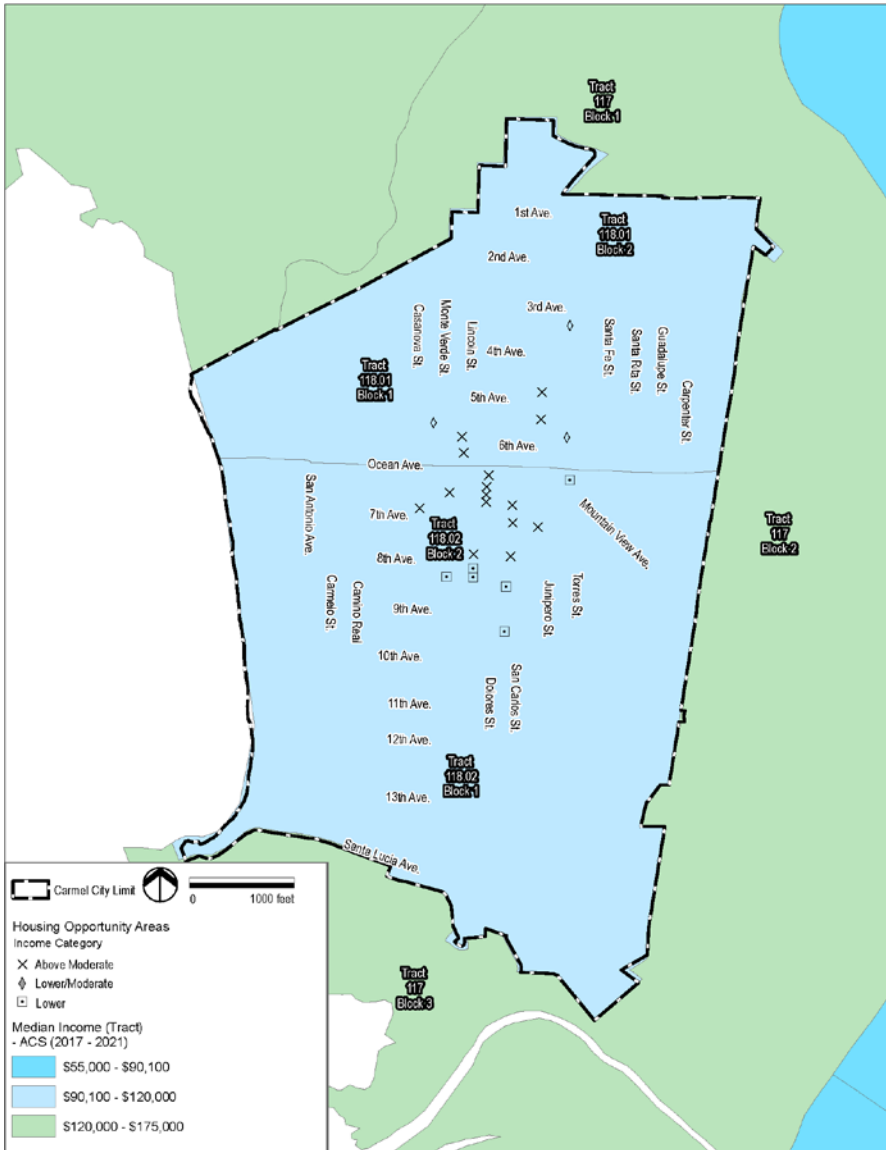 Tract
117
Block 1
1st Ave.
Tract
118.01
Block 2
2nd Ave.
3rd Ave.
Casanova St.
Monte Verde St.
Lincoln St.
Santa Fe St.
Santa Rita St.
Guadalupe St.
Carpenter St.
4th Ave.
Tract
118.01
Block 1
5th Ave.
6th Ave.
Ocean Ave.
San Antonio Ave.
7th Ave.
Mountain View Ave.
Tract
118.02
Block 2
Tract
117
Block 2
8th Ave.
Carmelo St.
Camino Real
Junipero St.
Torres St.
9th Ave.
10th Ave.
Dolores St.
San Carlos St.
11th Ave.
12th Ave.
Tract
118.02
Block 1
13th Ave.
Santa Lucia Ave.
Tract
117
Block 3
Carmel City Limit
0 1000 feet
Housing Opportunity Areas
Income Category
Above Moderate
Lower/Moderate
Lower
Median Income (Tract)
- ACS (2017 - 2021)
$55,000 - $90,100
$90,100 - $120,000
$120,000 - $175,000